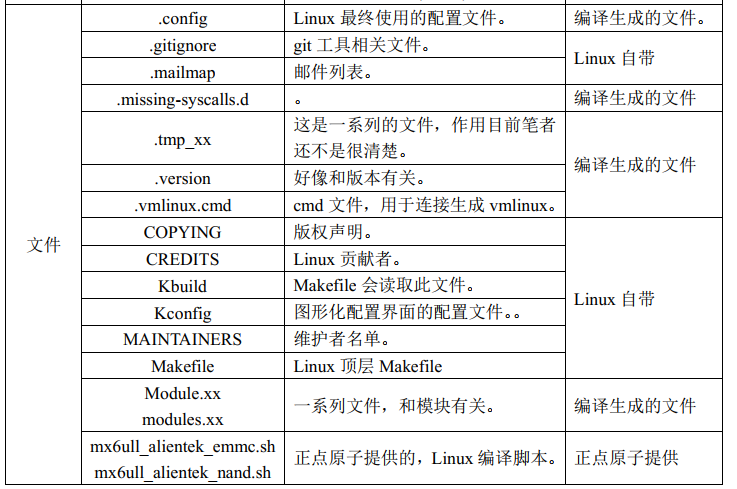 .config Linux 最终使用的配置文件。 编译生成的文件。
.gitignore git 工具相关文件。
Linux 自带
.mailmap 邮件列表。
.missing-syscalls.d 。 编译生成的文件
这是一系列的文件，作用目前笔者
.tmp_xx
还不是很清楚。
编译生成的文件
.version 好像和版本有关。
.vmlinux.cmd cmd 文件，用于连接生成 vmlinux。
COPYING 版权声明。
文件
CREDITS Linux 贡献者。
Kbuild Makefile 会读取此文件。
Linux 自带
Kconfig 图形化配置界面的配置文件。。
MAINTAINERS 维护者名单。
Makefile Linux 顶层 Makefile
Module.xx
一系列文件，和模块有关。 编译生成的文件
modules.xx
mx6ull_alientek_emmc.sh
正点原子提供的，Linux 编译脚本。 正点原子提供
mx6ull_alientek_nand.sh